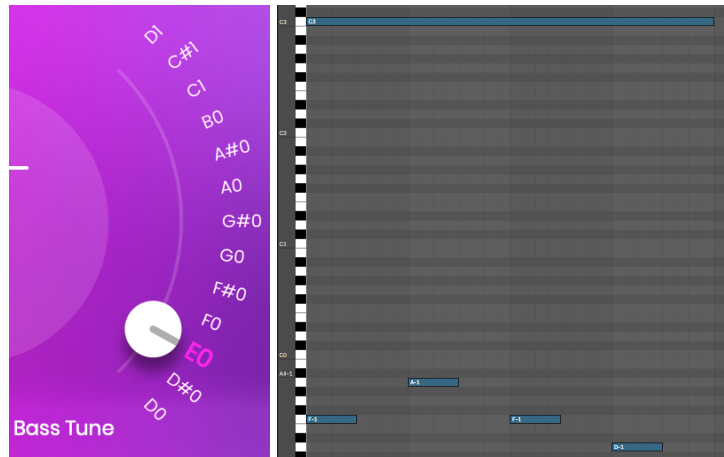 D1
C#1
C1
B0
A#0
A0
G#0
G0
F#0
F0
E0
D#0
D0
Bass Tune
C3
C3
C2
C1
C0
A#-1
A-1
F-1
F-1
D-1